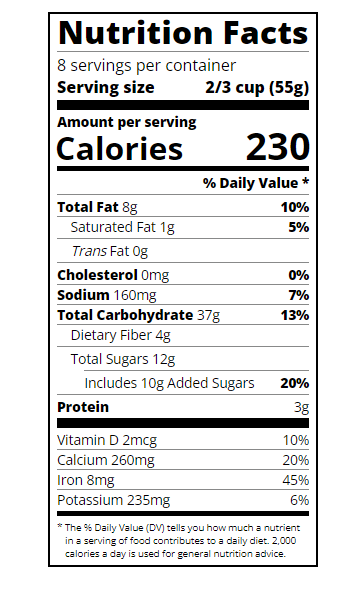 Nutrition Facts
8 servings per container
Serving size 2/3 cup (55g)
Amount per serving
Calories 230
% Daily Value *
Total Fat 8g 10%
Saturated Fat 1g 5%
Trans Fat 0g
Cholesterol 0mg 0%
Sodium 160mg 7%
Total Carbohydrate 37g 13%
Dietary Fiber 4g
Total Sugars 12g
Includes 10g Added Sugars 20%
Protein 3g
Vitamin D 2mcg 10%
Calcium 260mg 20%
Iron 8mg 45%
Potassium 235mg 6%
* The % Daily Value (DV) tells you how much a nutrient
in a serving of food contributes to a daily diet. 2,000
calories a day is used for general nutrition advice.